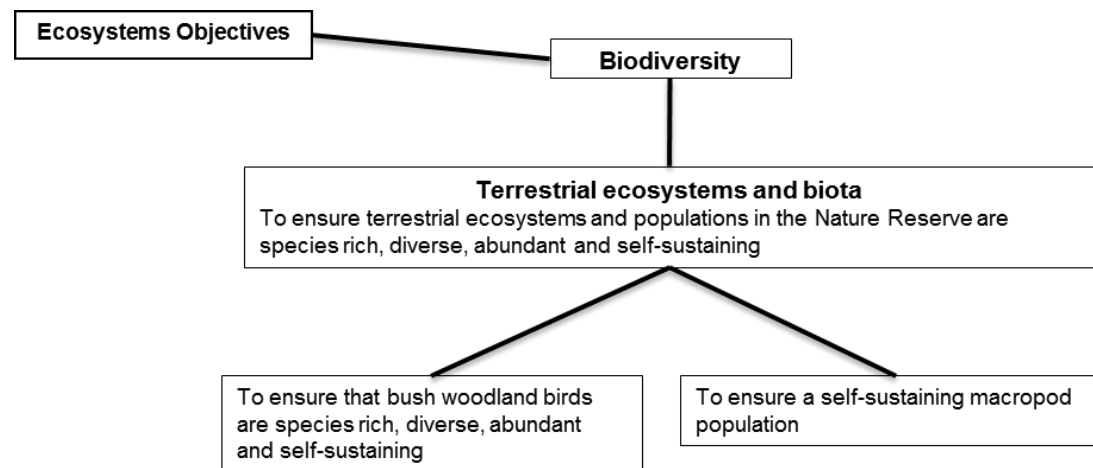 Ecosystems Objectives
Biodiversity
Terrestrial ecosystems and biota
To ensure terrestrial ecosystems and populations in the Nature Reserve are
species rich, diverse, abundant and self-sustaining
To ensure that bush woodland birds
are species rich, diverse, abundant
and self-sustaining
To ensure a self-sustaining macropod
population